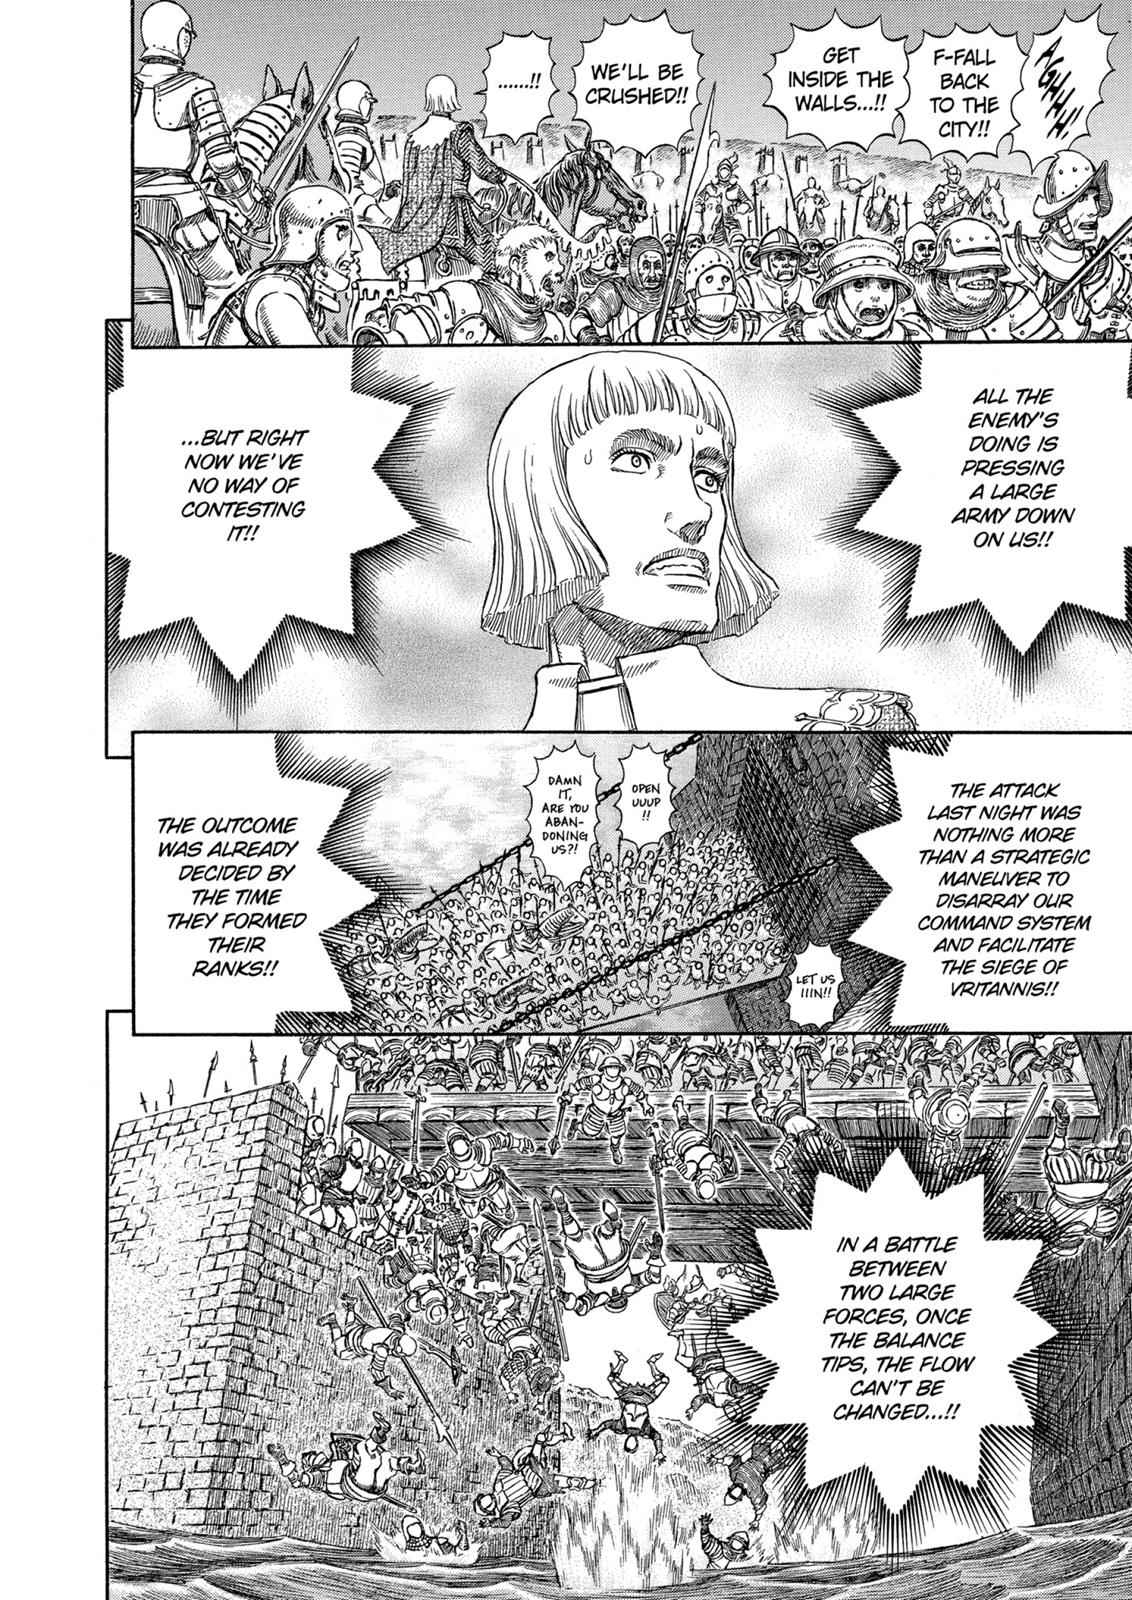 AGHHH!
F-FALL
BACK
TO THE
CITY!!
GET
INSIDE THE
WALLS...!!
WE'LL BE
CRUSHED!!
......!!
ALL THE
ENEMY'S
DOING IS
PRESSING
A LARGE
ARMY DOWN
ON US!!
...BUT RIGHT
NOW WE'VE
NO WAY OF
CONTESTING
IT!!
THE ATTACK
LAST NIGHT WAS
NOTHING MORE
THAN A STRATEGIC
MANEUVER TO
DISARRAY OUR
COMMAND SYSTEM
AND FACILITATE
THE SIEGE OF
VRITANNIS!!
LET US
IIIN!!
OPEN
UUUP
!!
DAMN
IT,
ARE YOU
ABAN-
DONING
US?!
THE OUTCOME
WAS ALREADY
DECIDED BY
THE TIME
THEY FORMED
THEIR
RANKS!!
IN A BATTLE
BETWEEN
TWO LARGE
FORCES, ONCE
THE BALANCE
TIPS, THE FLOW
CAN'T BE
CHANGED...!!